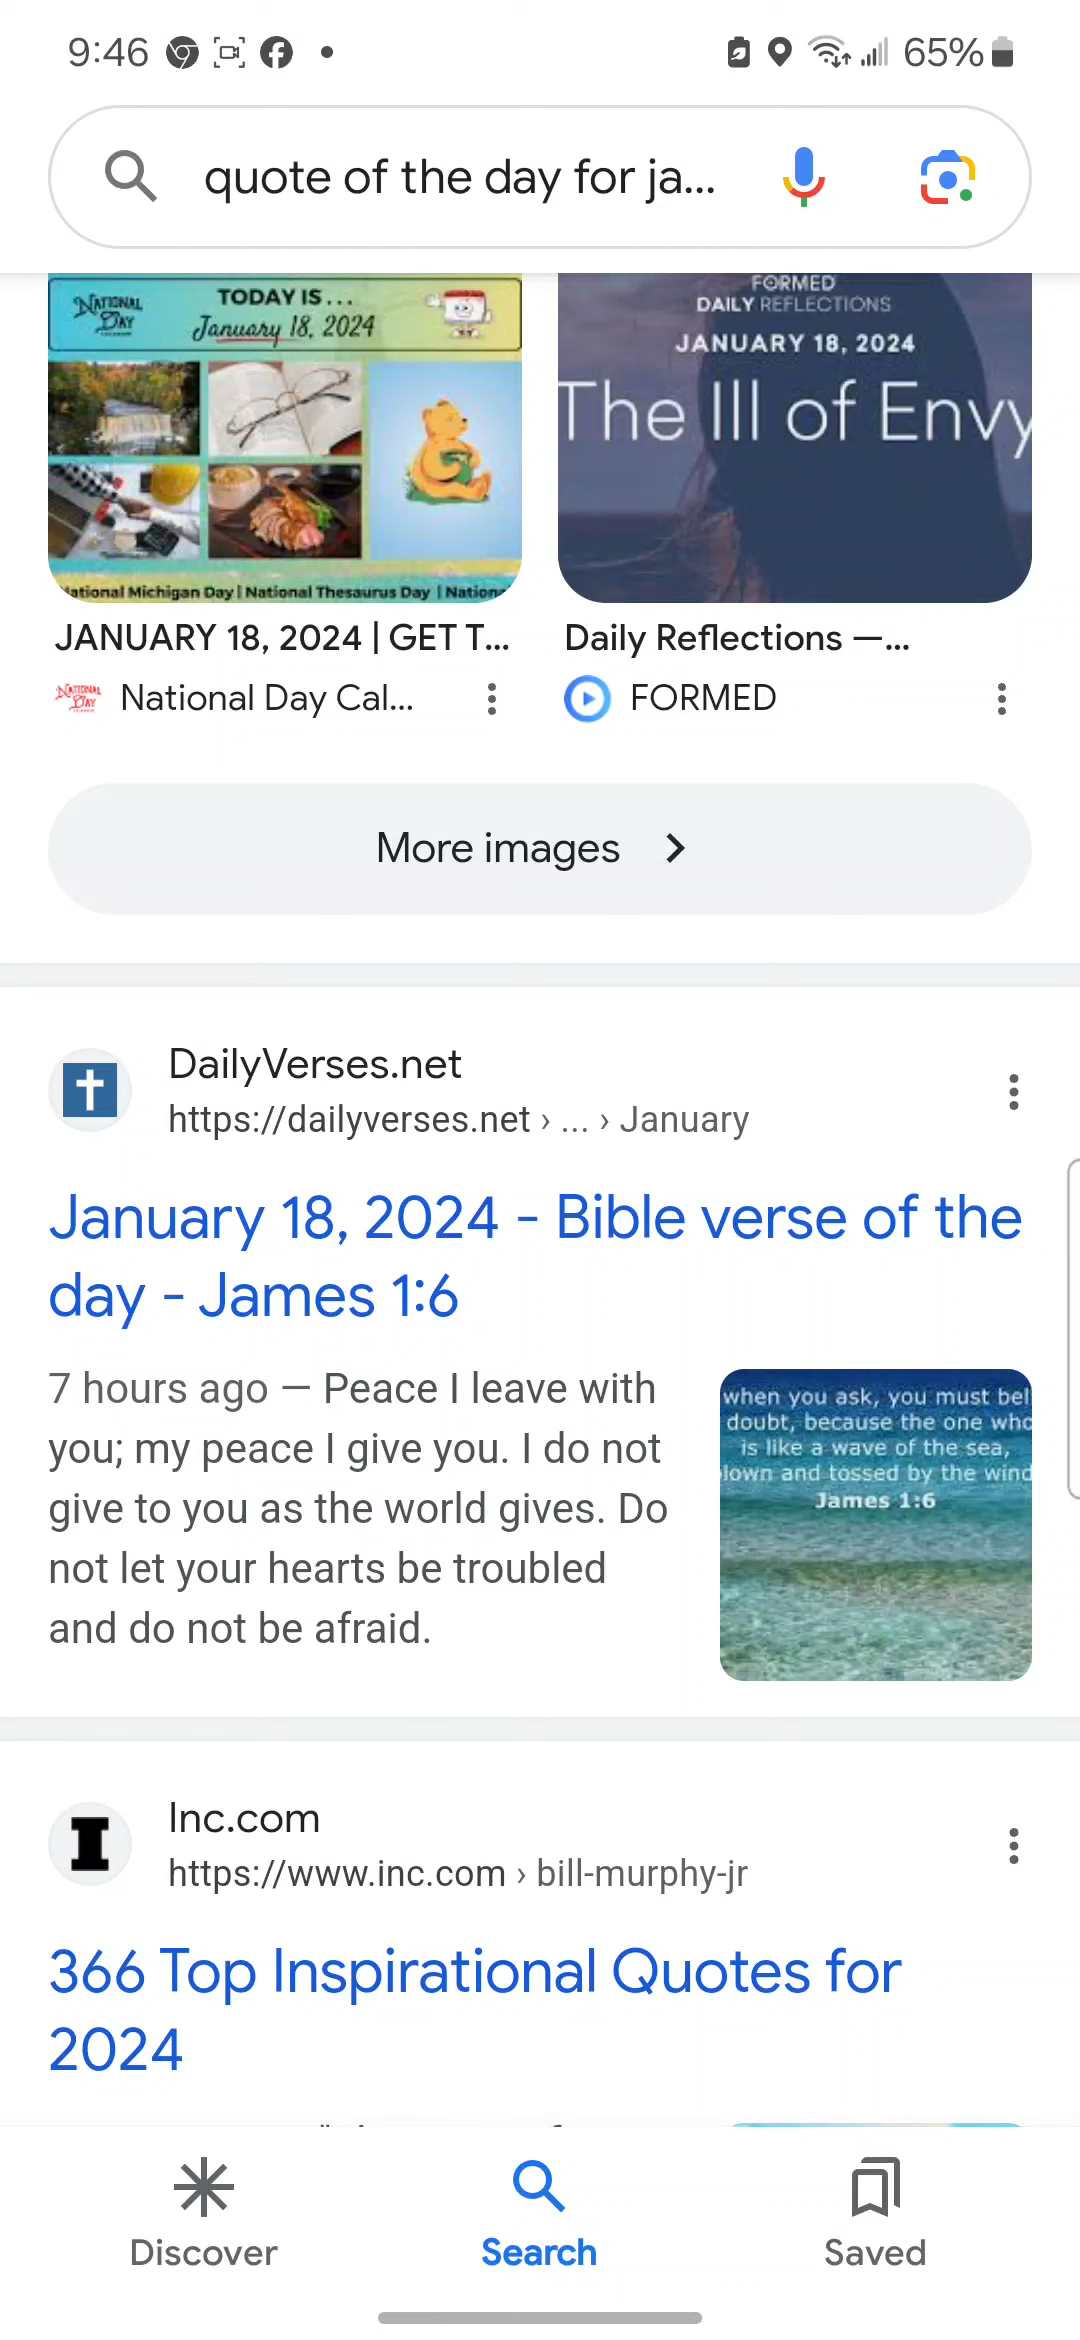 9:46
65%
quote of the day for ja...
NATIONAL DAY
TODAY IS...
January 18, 2024
National Michigan Day | National Thesaurus Day | Nation
FORMED
DAILY REFLECTIONS
JANUARY 18, 2024
The Ill of Envy
JANUARY 18, 2024 | GET T...
NATIONAL DAY
National Day Cal...
Daily Reflections —...
FORMED
More images
DailyVerses.net
https://dailyverses.net › ... › January
January 18, 2024 - Bible verse of the
day - James 1:6
7 hours ago — Peace I leave with
you; my peace I give you. I do not
give to you as the world gives. Do
not let your hearts be troubled
and do not be afraid.
when you ask, you must bel
doubt, because the one who
is like a wave of the sea,
lown and tossed by the wind
James 1:6
Inc.com
https://www.inc.com › bill-murphy-jr
366 Top Inspirational Quotes for
2024
Discover
Search
Saved